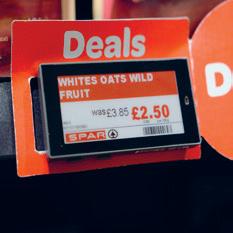 Deals
WHITES OATS WILD
FRUIT
was £3.85 £2.50
SPAR
D